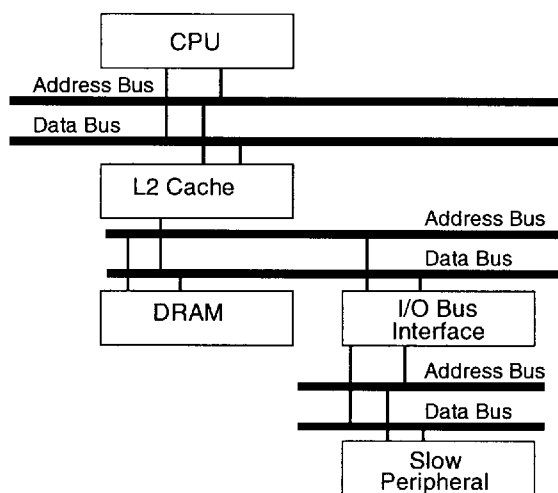 CPU
Address Bus
Data Bus
L2 Cache
Address Bus
Data Bus
DRAM
I/O Bus
Interface
Address Bus
Data Bus
Slow
Peripheral